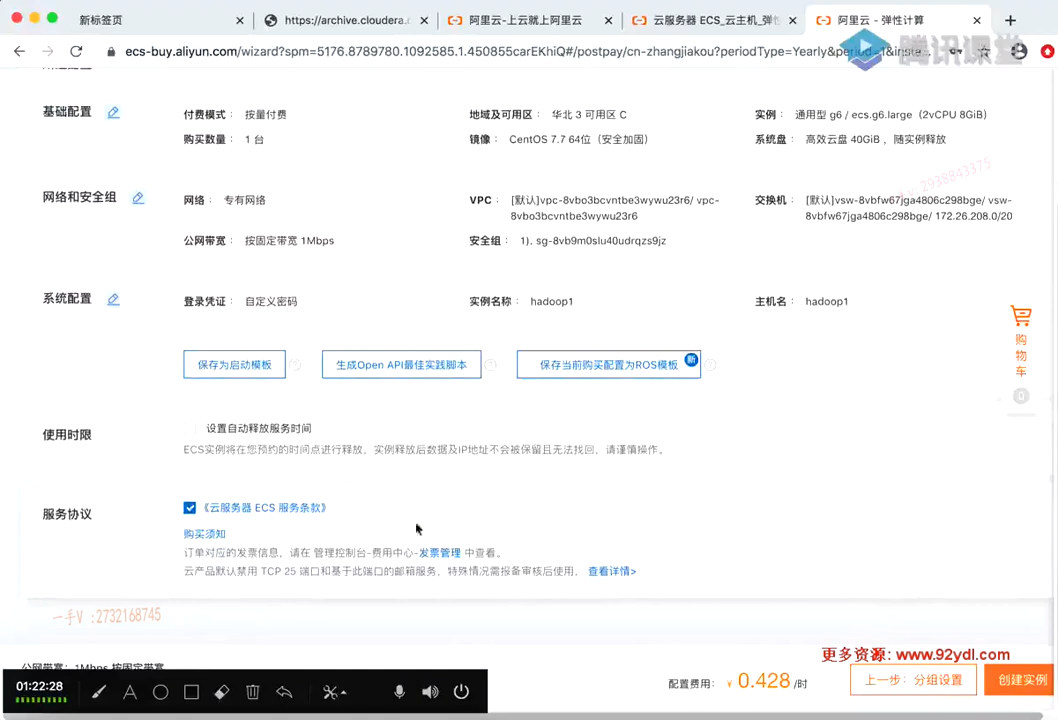 新标签页
https://archive.cloudera.c
阿里云-上云就上阿里云
云服务器 ECS_云主机_弹性
阿里云 - 弹性计算
ecs-buy.aliyun.com/wizard?spm=5176.8789780.1092585.1.450855carEKhiQ#/postpay/cn-zhangjiakou?periodType=Yearly&period=1&inste...
腾讯课堂
基础配置
付费模式： 按量付费
地域及可用区： 华北 3 可用区 C
实例： 通用型 g6 / ecs.g6.large（2vCPU 8GiB）
购买数量： 1 台
镜像： CentOS 7.7 64位（安全加固）
系统盘： 高效云盘 40GiB ，随实例释放
2938843375
网络和安全组
网络： 专有网络
VPC： [默认]vpc-8vbo3bcvntbe3wywu23r6/ vpc-
8vbo3bcvntbe3wywu23r6
交换机： [默认]vsw-8vbfw67jga4806c298bge/ vsw-
8vbfw67jga4806c298bge/ 172.26.208.0/20
公网带宽： 按固定带宽 1Mbps
安全组： 1). sg-8vb9m0slu40udrqzs9jz
系统配置
登录凭证： 自定义密码
实例名称： hadoop1
主机名： hadoop1
保存为启动模板
生成Open API最佳实践脚本
保存当前购买配置为ROS模板
新
购
物
车
0
使用时限
设置自动释放服务时间
ECS实例将在您预约的时间点进行释放，实例释放后数据及IP地址不会被保留且无法找回，请谨慎操作。
服务协议
《云服务器 ECS 服务条款》
购买须知
订单对应的发票信息，请在 管理控制台-费用中心-发票管理 中查看。
云产品默认禁用 TCP 25 端口和基于此端口的邮箱服务，特殊情况需报备审核后使用， 查看详情>
一手V :2732168745
更多资源: www.92ydl.com
公网带宽：1Mbps 按固定带宽
01:22:28
配置费用： ¥ 0.428 /时
上一步：分组设置
创建实例